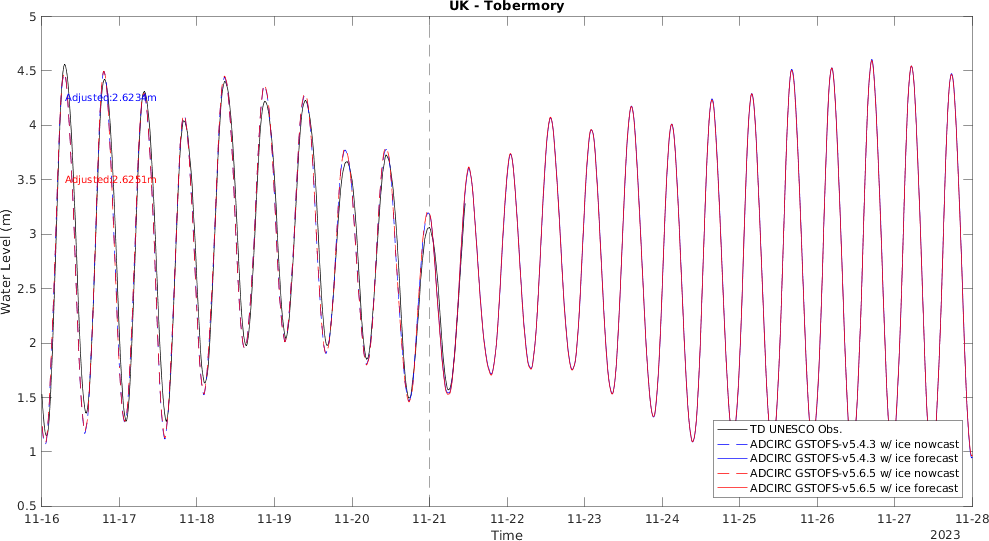 UK - Tobermory
5
4.5
4
3.5
3
2.5
2
1.5
1
0.5
Water Level (m)
Adjusted:2.6234m
Adjusted:2.6251m
TD UNESCO Obs.
ADCIRC GSTOFS-v5.4.3 w/ ice nowcast
ADCIRC GSTOFS-v5.4.3 w/ ice forecast
ADCIRC GSTOFS-v5.6.5 w/ ice nowcast
ADCIRC GSTOFS-v5.6.5 w/ ice forecast
11-16 11-17 11-18 11-19 11-20 11-21 11-22 11-23 11-24 11-25 11-26 11-27 11-28
Time
2023